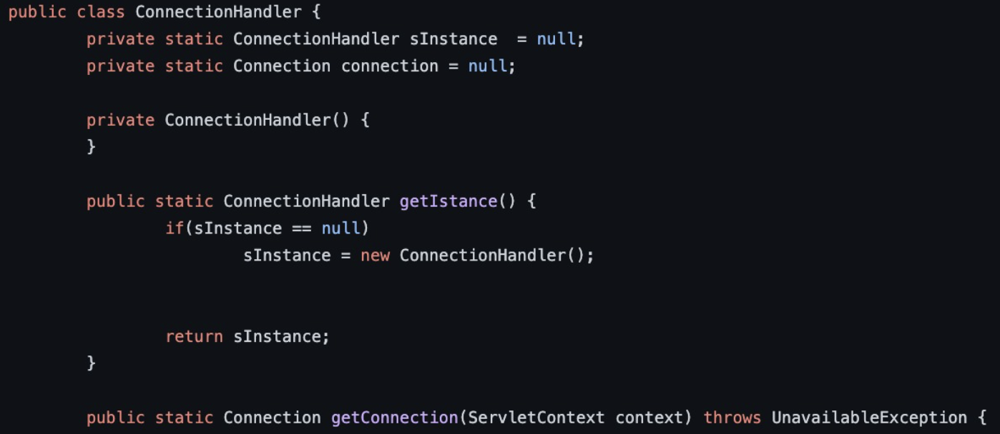 public class ConnectionHandler {
private static ConnectionHandler sInstance  = null;
private static Connection connection = null;
private ConnectionHandler() {
}
public static ConnectionHandler getIstance() {
if(sInstance == null)
sInstance = new ConnectionHandler();
return sInstance;
}
public static Connection getConnection(ServletContext context) throws UnavailableException {